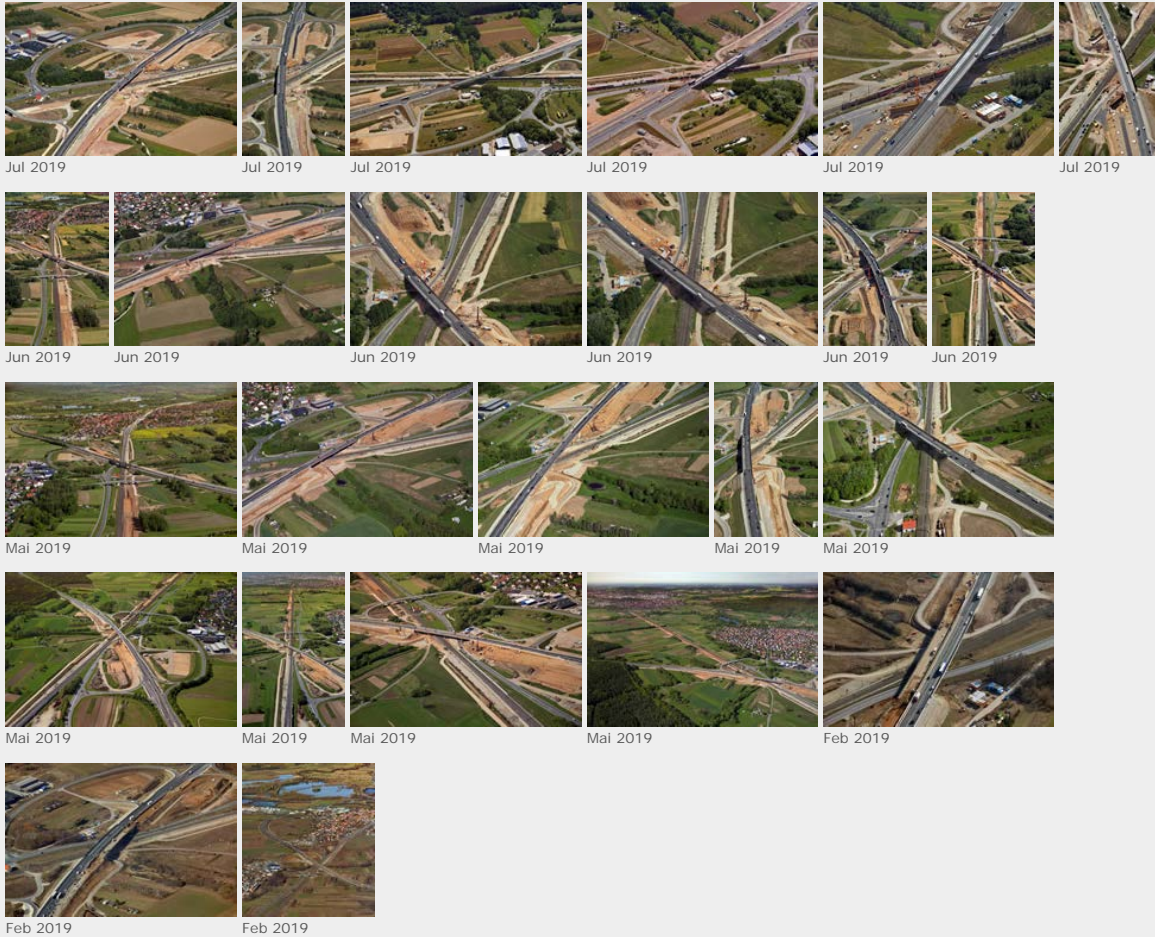 Jul 2019 Jul 2019 Jul 2019 Jul 2019 Jul 2019 Jul 2019
Jun 2019 Jun 2019 Jun 2019 Jun 2019 Jun 2019 Jun 2019
Mai 2019 Mai 2019 Mai 2019 Mai 2019 Mai 2019
Mai 2019 Mai 2019 Mai 2019 Mai 2019 Feb 2019
Feb 2019 Feb 2019